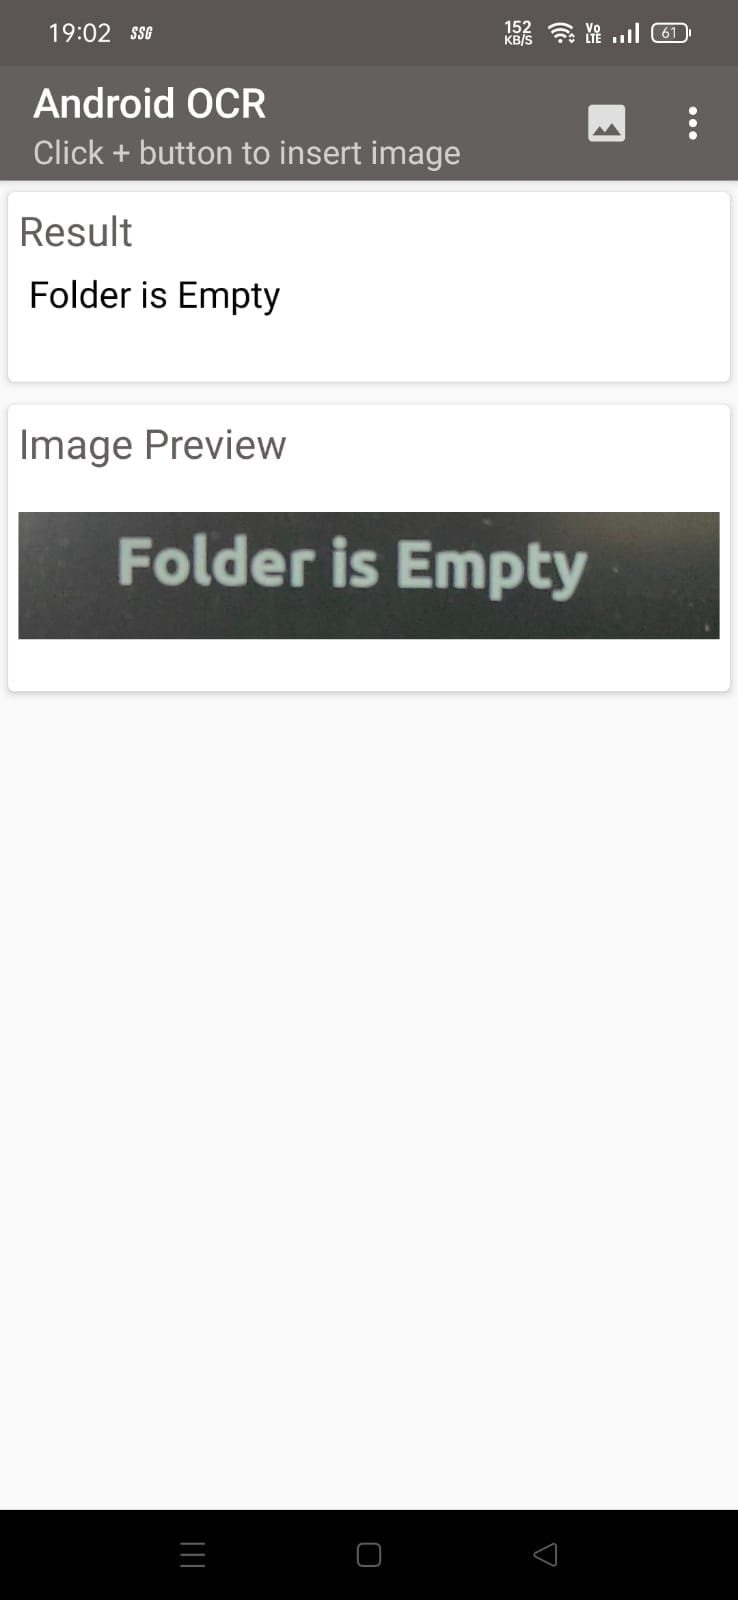 19:02 SSG 152 KB/S Vo LTE 61
Android OCR
Click + button to insert image
Result
Folder is Empty
Image Preview
Folder is Empty